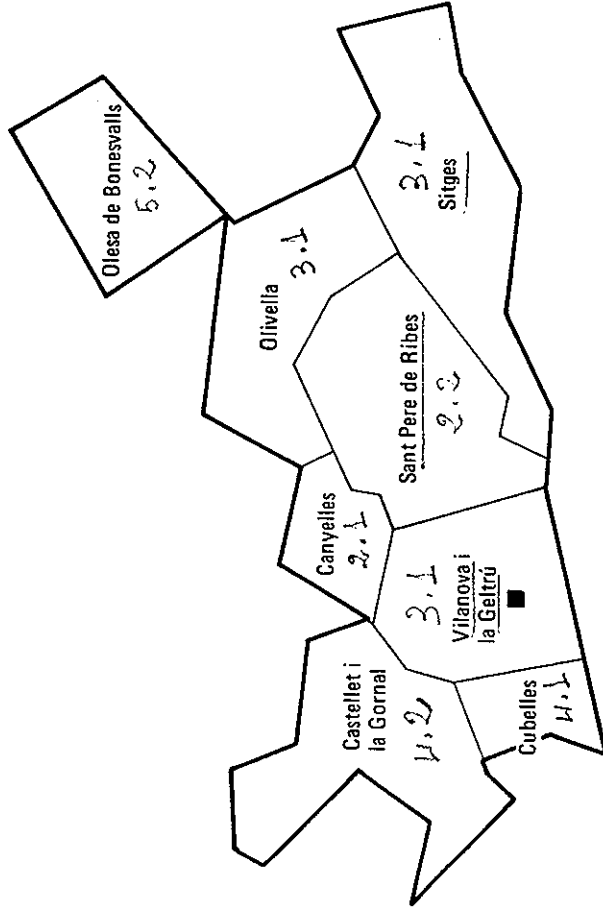 Olesa de Bonesvalls
5.2
Olivella
3.1
3.1
Sitges
Sant Pere de Ribes
2.2
Canyelles
2.1
3.1
Vilanova i
la Geltrú
Castellet i
la Gornal
4.2
Cubelles
4.1